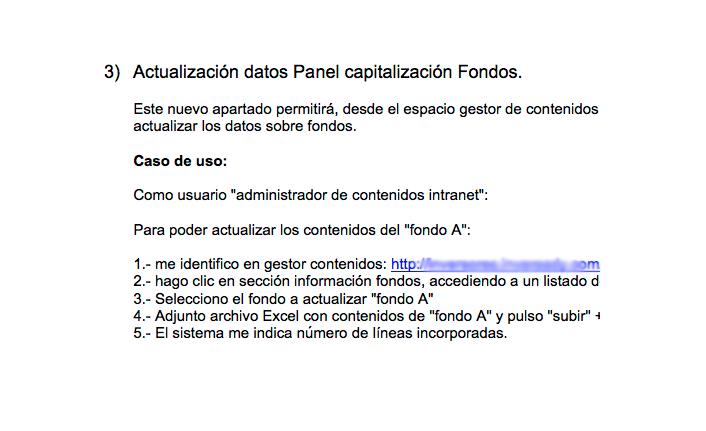 3) Actualización datos Panel capitalización Fondos.
Este nuevo apartado permitirá, desde el espacio gestor de contenidos
actualizar los datos sobre fondos.
Caso de uso:
Como usuario "administrador de contenidos intranet":
Para poder actualizar los contenidos del "fondo A":
1.- me identifico en gestor contenidos: http:/
2.- hago clic en sección información fondos, accediendo a un listado d
3.- Selecciono el fondo a actualizar "fondo A"
4.- Adjunto archivo Excel con contenidos de "fondo A" y pulso "subir" +
5.- El sistema me indica número de líneas incorporadas.